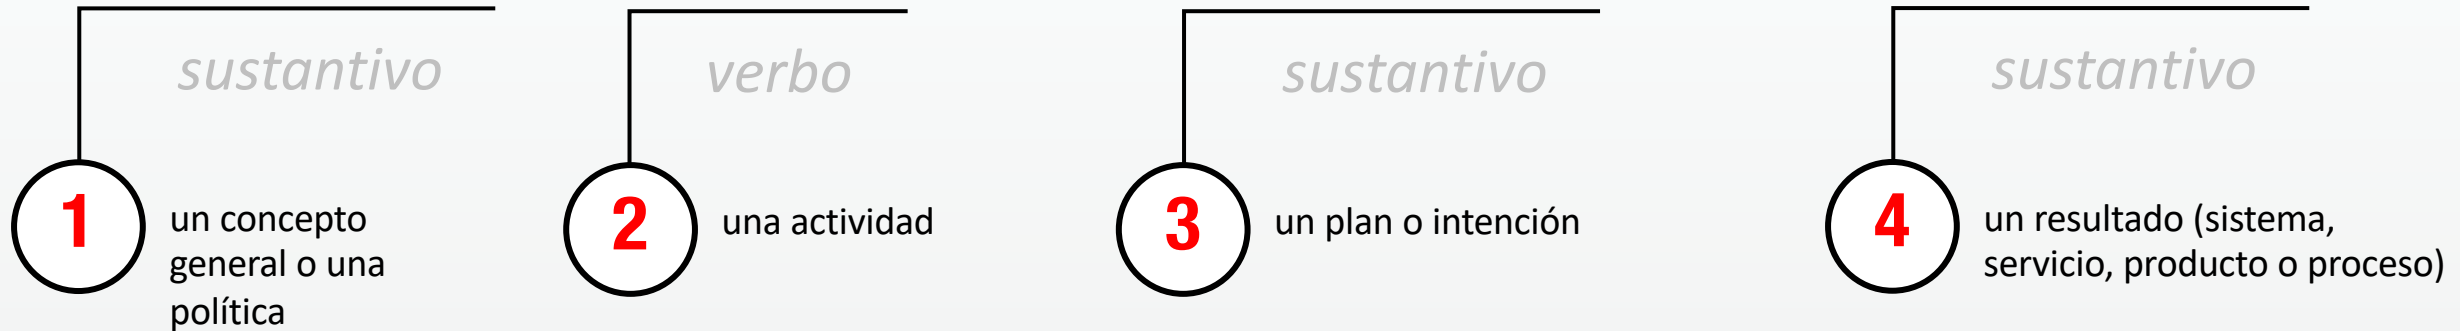 sustantivo
verbo
sustantivo
sustantivo
1
un concepto
general o una
política
2
una actividad
3
un plan o intención
4
un resultado (sistema,
servicio, producto o proceso)